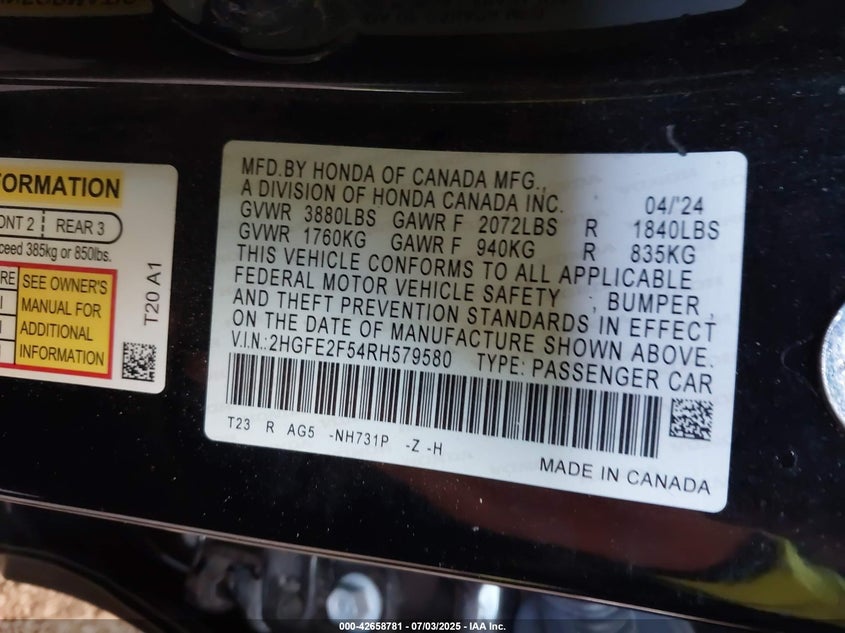 FORMATION
ONT 2 REAR 3
ceed 385kg or 850lbs.
RE SEE OWNER'S
MANUAL FOR
ADDITIONAL
INFORMATION
T20 A1
MFD.BY HONDA OF CANADA MFG.,
A DIVISION OF HONDA CANADA INC. 04/'24
GVWR 3880LBS GAWR F 2072LBS R 1840LBS
GVWR 1760KG GAWR F 940KG R 835KG
THIS VEHICLE CONFORMS TO ALL APPLICABLE
FEDERAL MOTOR VEHICLE SAFETY , BUMPER ,
AND THEFT PREVENTION STANDARDS IN EFFECT
ON THE DATE OF MANUFACTURE SHOWN ABOVE.
V.I.N.:2HGFE2F54RH579580 TYPE: PASSENGER CAR
T23 R AG5 -NH731P -Z -H
MADE IN CANADA
000-42658781 - 07/03/2025 - IAA Inc.